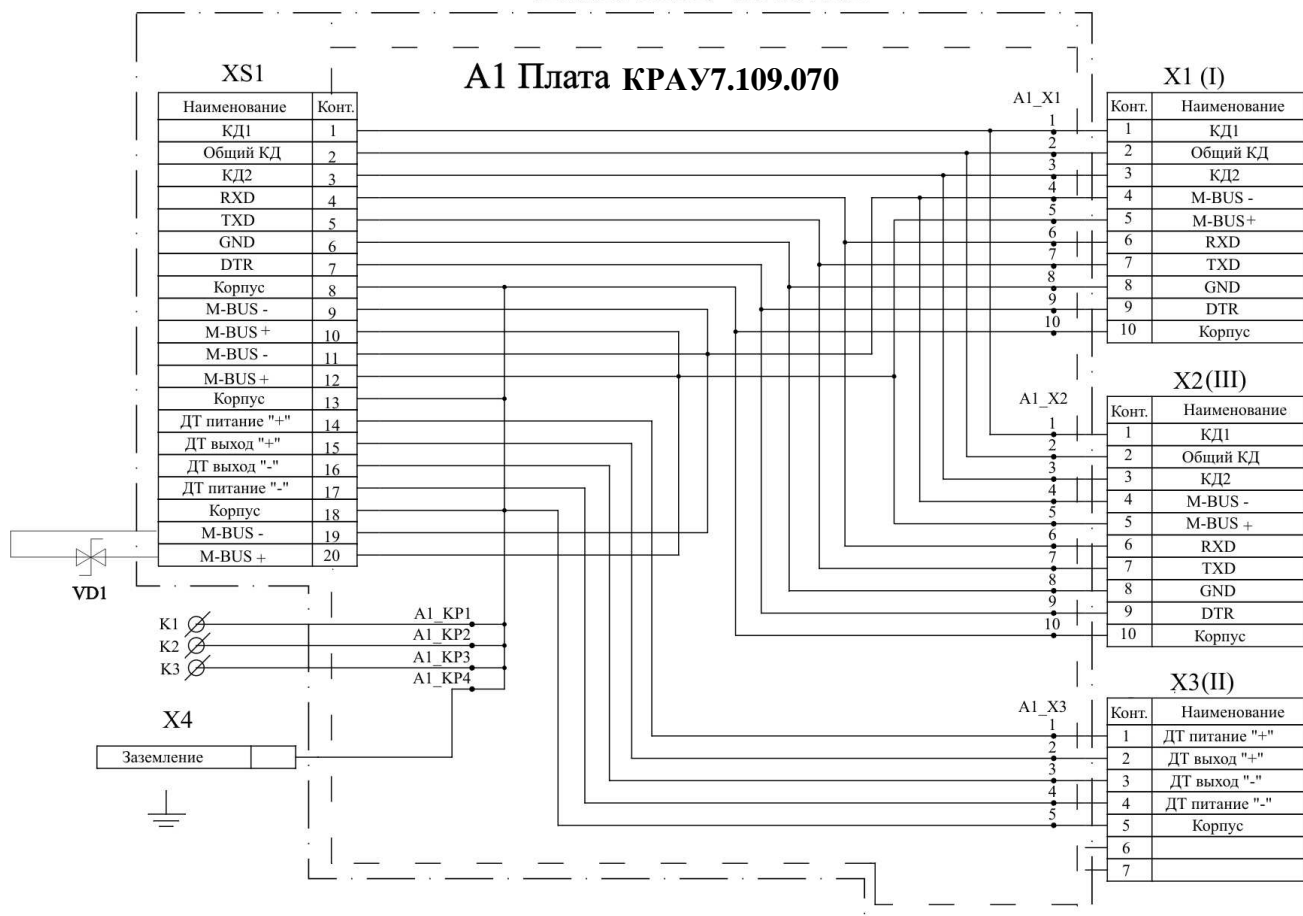 А1 Плата КРАУ7.109.070
XS1
Наименование Конт.
КД1 1
Общий КД 2
КД2 3
RXD 4
TXD 5
GND 6
DTR 7
Корпус 8
M-BUS - 9
M-BUS + 10
M-BUS - 11
M-BUS + 12
Корпус 13
ДТ питание "+" 14
ДТ выход "+" 15
ДТ выход "-" 16
ДТ питание "-" 17
Корпус 18
M-BUS - 19
M-BUS + 20
VD1
K1 A1_KP1
K2 A1_KP2
K3 A1_KP3
A1_KP4
X4
Заземление
A1_X1
1
2
3
4
5
6
7
8
9
10
X1 (I)
Конт. Наименование
1 КД1
2 Общий КД
3 КД2
4 M-BUS -
5 M-BUS+
6 RXD
7 TXD
8 GND
9 DTR
10 Корпус
A1_X2
1
2
3
4
5
6
7
8
9
10
X2(III)
Конт. Наименование
1 КД1
2 Общий КД
3 КД2
4 M-BUS -
5 M-BUS +
6 RXD
7 TXD
8 GND
9 DTR
10 Корпус
A1_X3
1
2
3
4
5
X3(II)
Конт. Наименование
1 ДТ питание "+"
2 ДТ выход "+"
3 ДТ выход "-"
4 ДТ питание "-"
5 Корпус
6
7